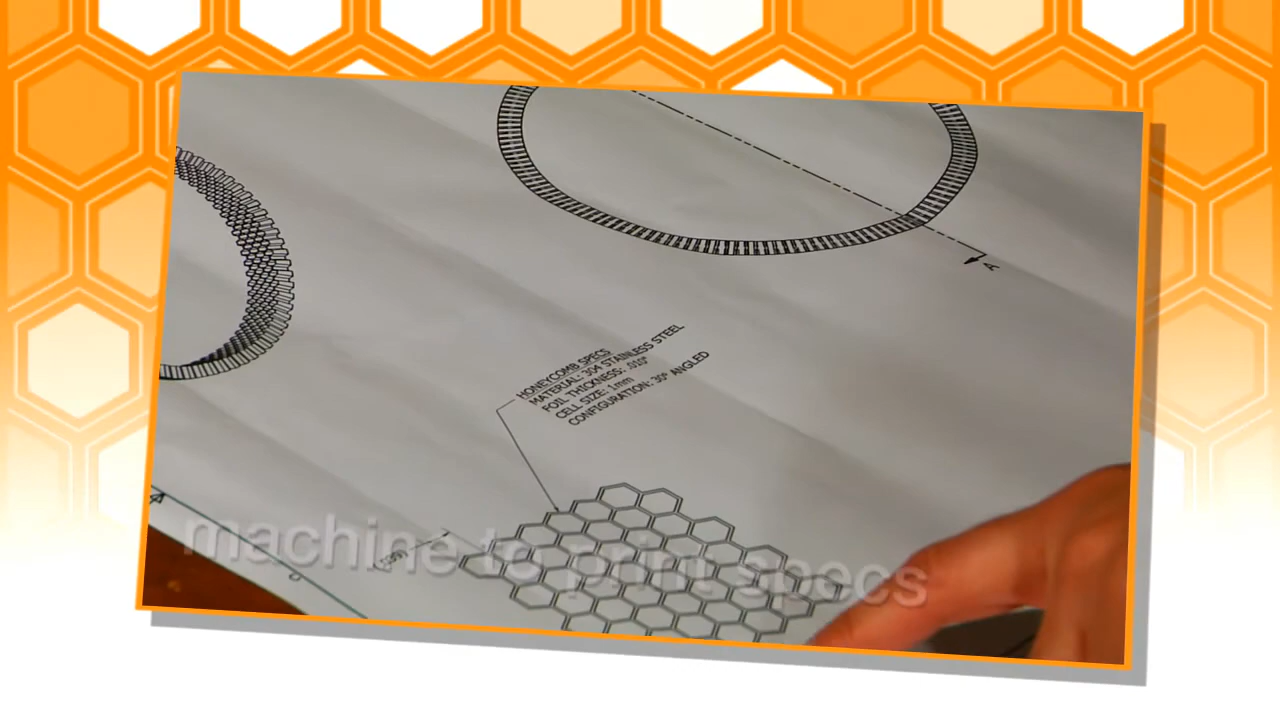 A
HONEYCOMB SPECS
MATERIAL: 304 STAINLESS STEEL
FOIL THICKNESS: .010"
CELL SIZE: 1mm
CONFIGURATION: 30° ANGLED
machine to print specs